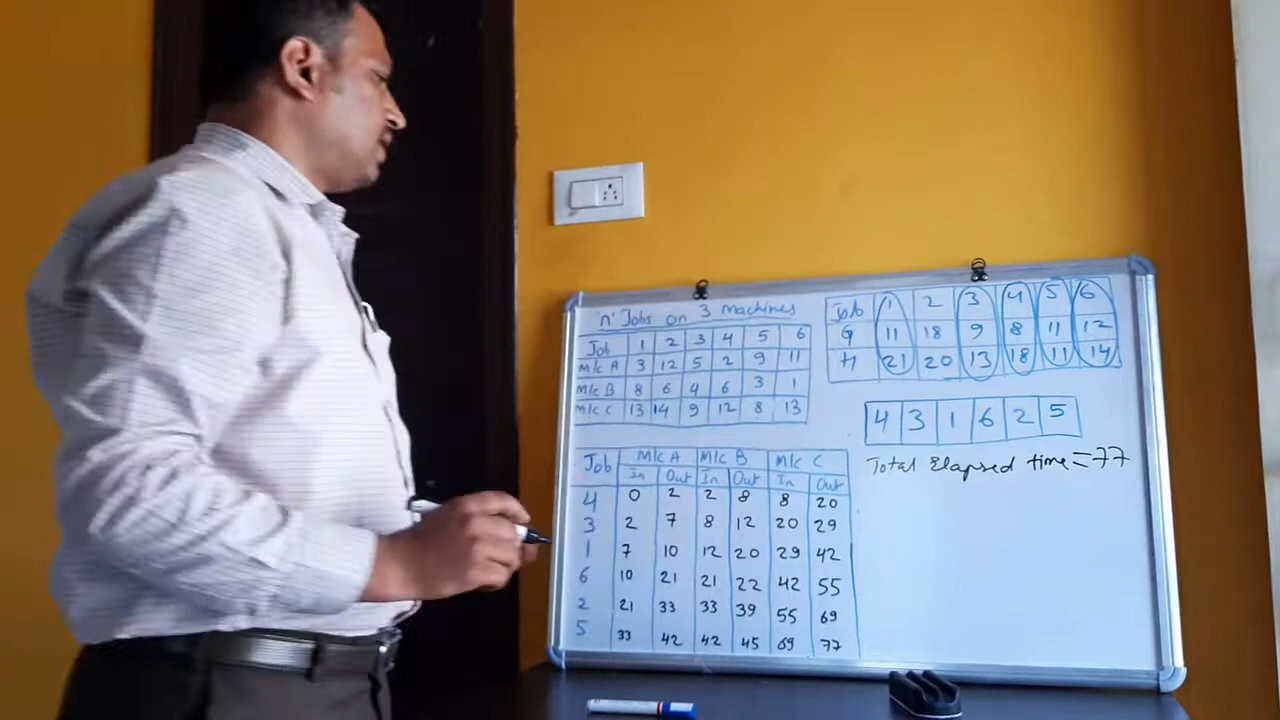 'n' Jobs on 3 Machines
Job 1 2 3 4 5 6
M/c A 3 12 5 2 9 11
M/c B 8 6 4 6 3 1
M/c C 13 14 9 12 8 13
Job 1 2 3 4 5 6
G 11 18 9 8 11 12
H 21 20 13 18 11 14
4 3 1 6 2 5
Total Elapsed time = 77
Job M/c A M/c B M/c C
In Out In Out In Out
4 0 2 2 8 8 20
3 2 7 8 12 20 29
1 7 10 12 20 29 42
6 10 21 21 22 42 55
2 21 33 33 39 55 69
5 33 42 42 45 69 77